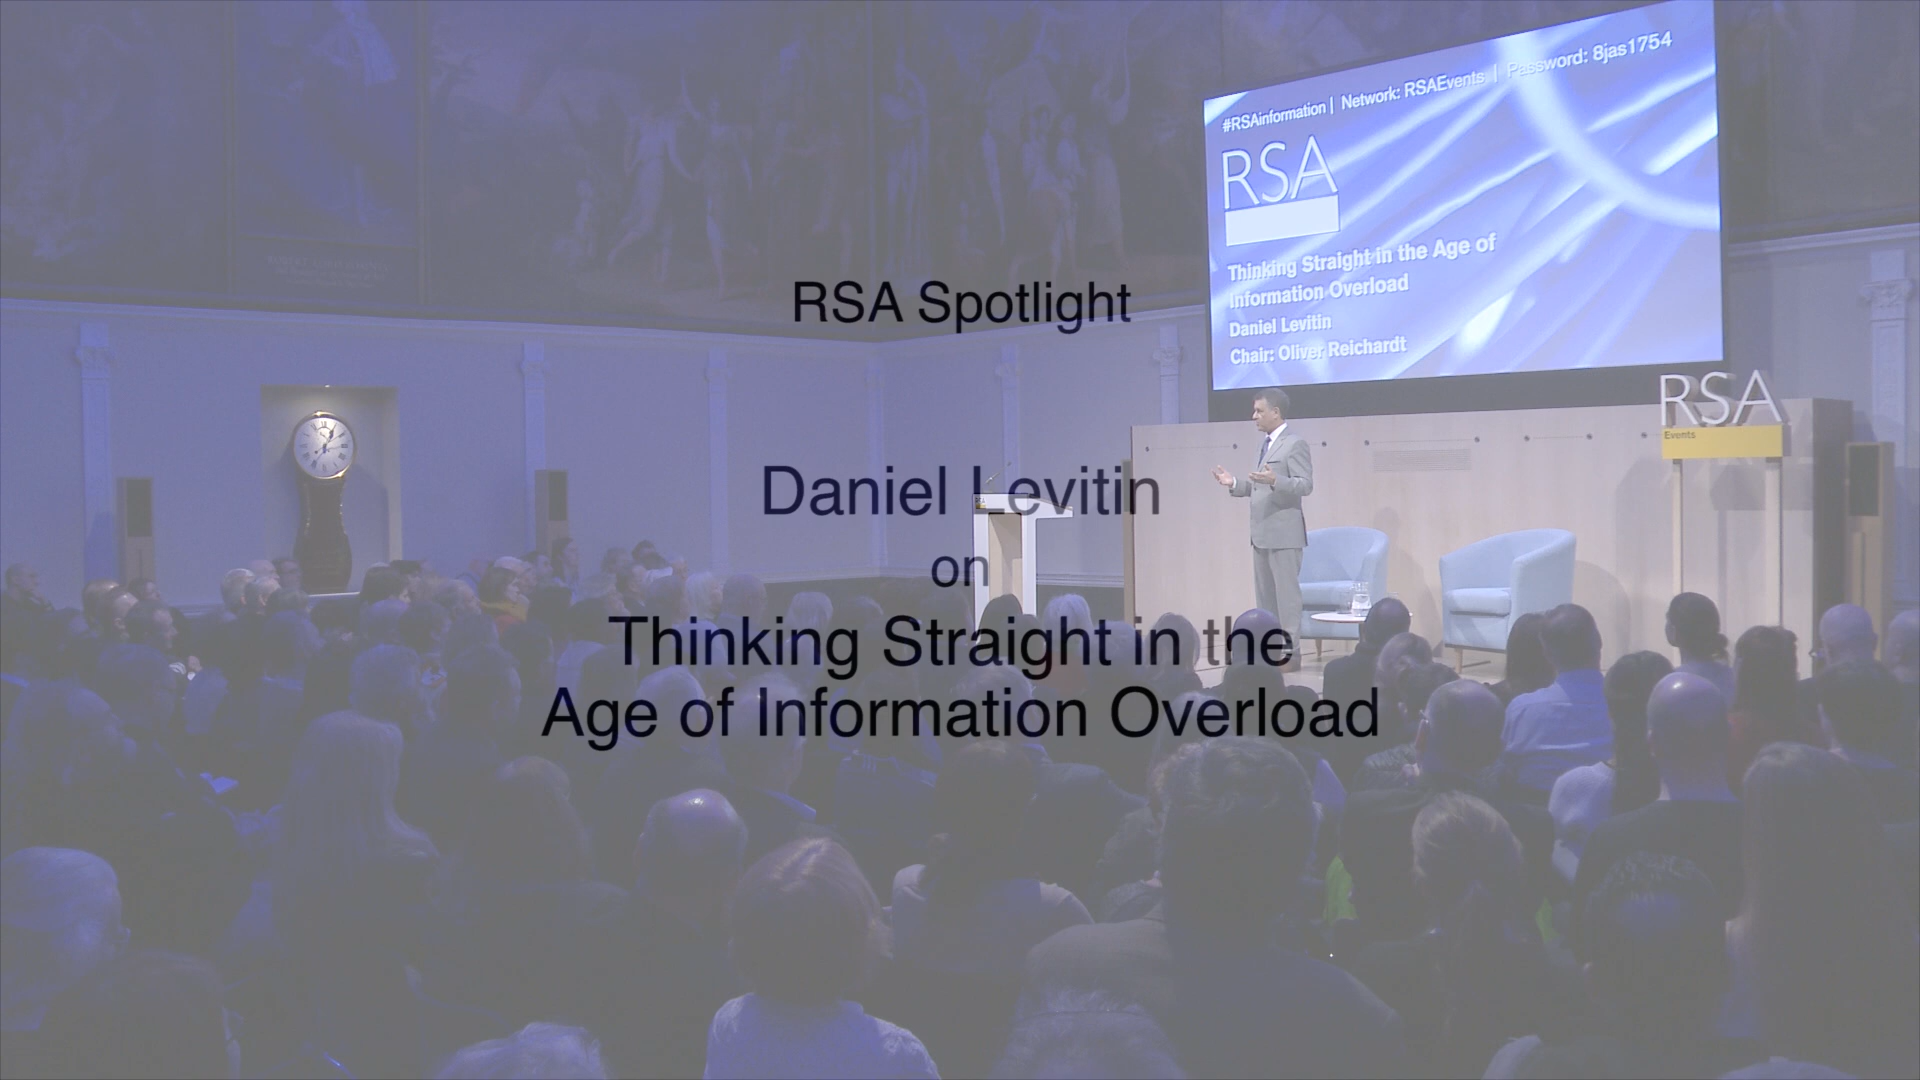 #RSAinformation | Network: RSAEvents | Password: 8jas1754
RSA
Thinking Straight in the Age of
Information Overload
Daniel Levitin
Chair: Oliver Reichardt
RSA Spotlight
Daniel Levitin
on
Thinking Straight in the
Age of Information Overload
RSA
Events